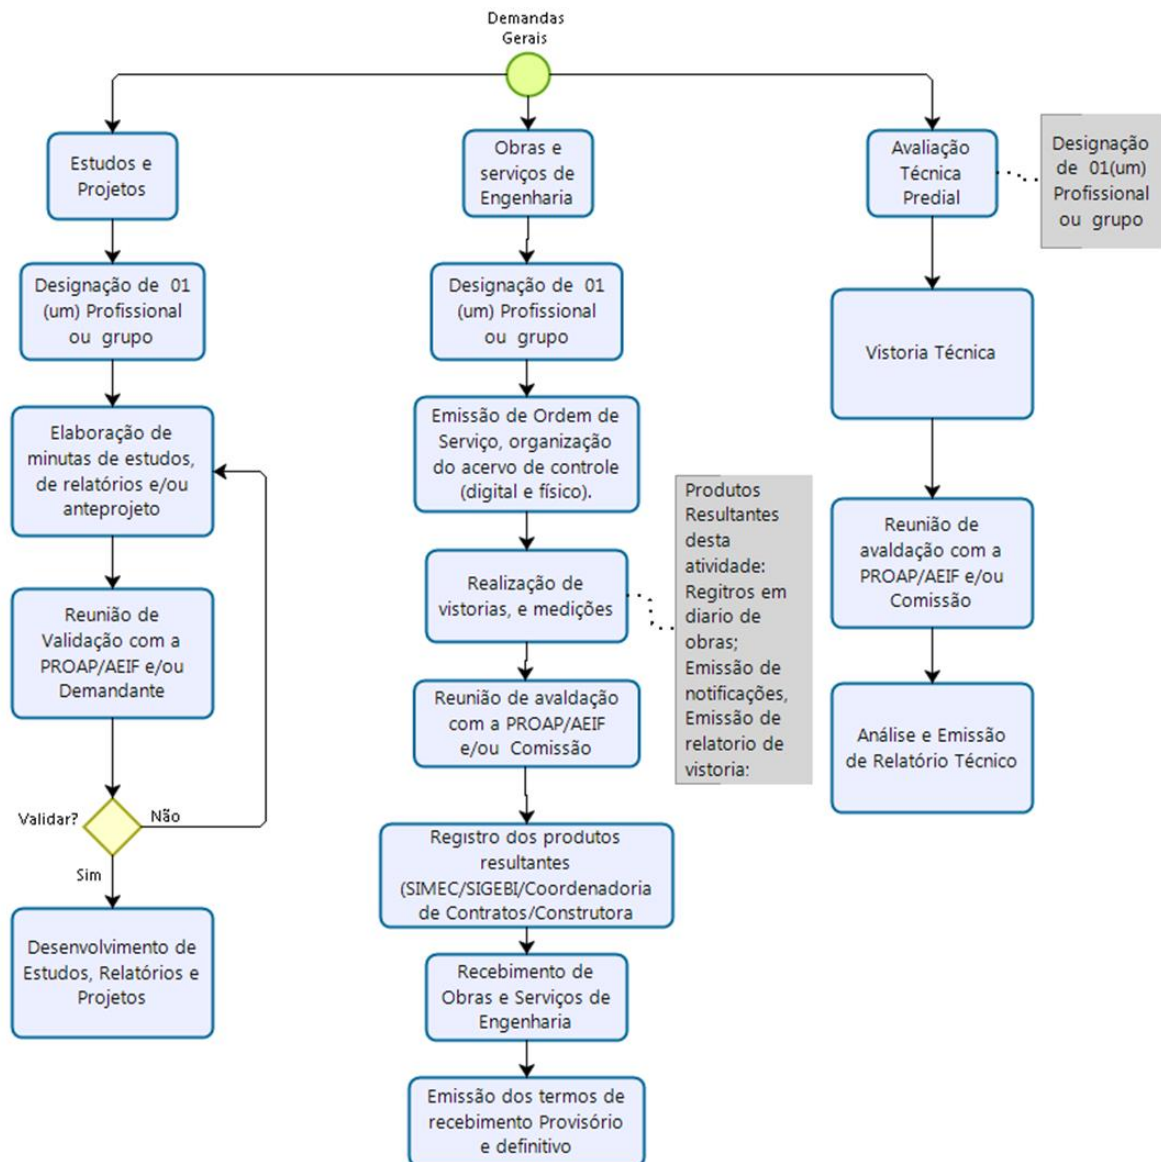 Demandas
Gerais
Estudos e
Projetos
Designação de 01
(um) Profissional
ou grupo
Elaboração de
minutas de estudos,
de relatórios e/ou
anteprojeto
Reunião de
Validação com a
PROAP/AEIF e/ou
Demandante
Validar?
Não
Sim
Desenvolvimento de
Estudos, Relatórios e
Projetos
Obras e
serviços de
Engenharia
Designação de 01
(um) Profissional
ou grupo
Emissão de Ordem de
Serviço, organização
do acervo de controle
(digital e físico).
Realização de
vistorias, e medições
Produtos
Resultantes
desta
atividade:
Regitros em
diario de
obras;
Emissão de
notificações,
Emissão de
relatorio de
vistoria:
Reunião de avaldação
com a PROAP/AEIF
e/ou Comissão
Registro dos produtos
resultantes
(SIMEC/SIGEBI/Coordenadoria
de Contratos/Construtora
Recebimento de
Obras e Serviços de
Engenharia
Emissão dos termos de
recebimento Provisório
e definitivo
Avaliação
Técnica
Predial
Designação
de 01(um)
Profissional
ou grupo
Vistoria Técnica
Reunião de
avaldação com a
PROAP/AEIF e/ou
Comissão
Análise e Emissão
de Relatório Técnico